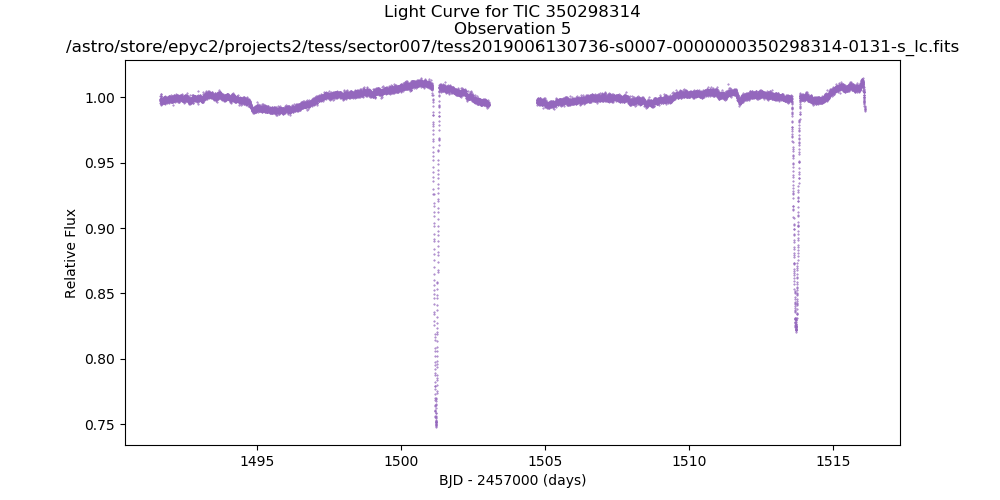 Light Curve for TIC 350298314
Observation 5
/astro/store/epyc2/projects2/tess/sector007/tess2019006130736-s0007-0000000350298314-0131-s_lc.fits
1.00
0.95
0.90
0.85
0.80
0.75
Relative Flux
1495
1500
1505
1510
1515
BJD - 2457000 (days)